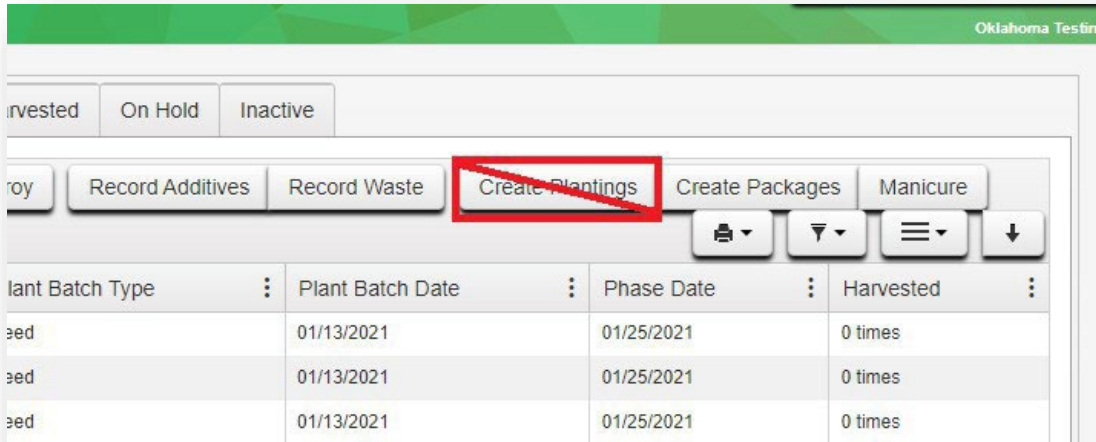 Oklahoma Testin
rvested On Hold Inactive
roy Record Additives Record Waste Create Plantings Create Packages Manicure
lant Batch Type Plant Batch Date Phase Date Harvested
eed 01/13/2021 01/25/2021 0 times
eed 01/13/2021 01/25/2021 0 times
eed 01/13/2021 01/25/2021 0 times